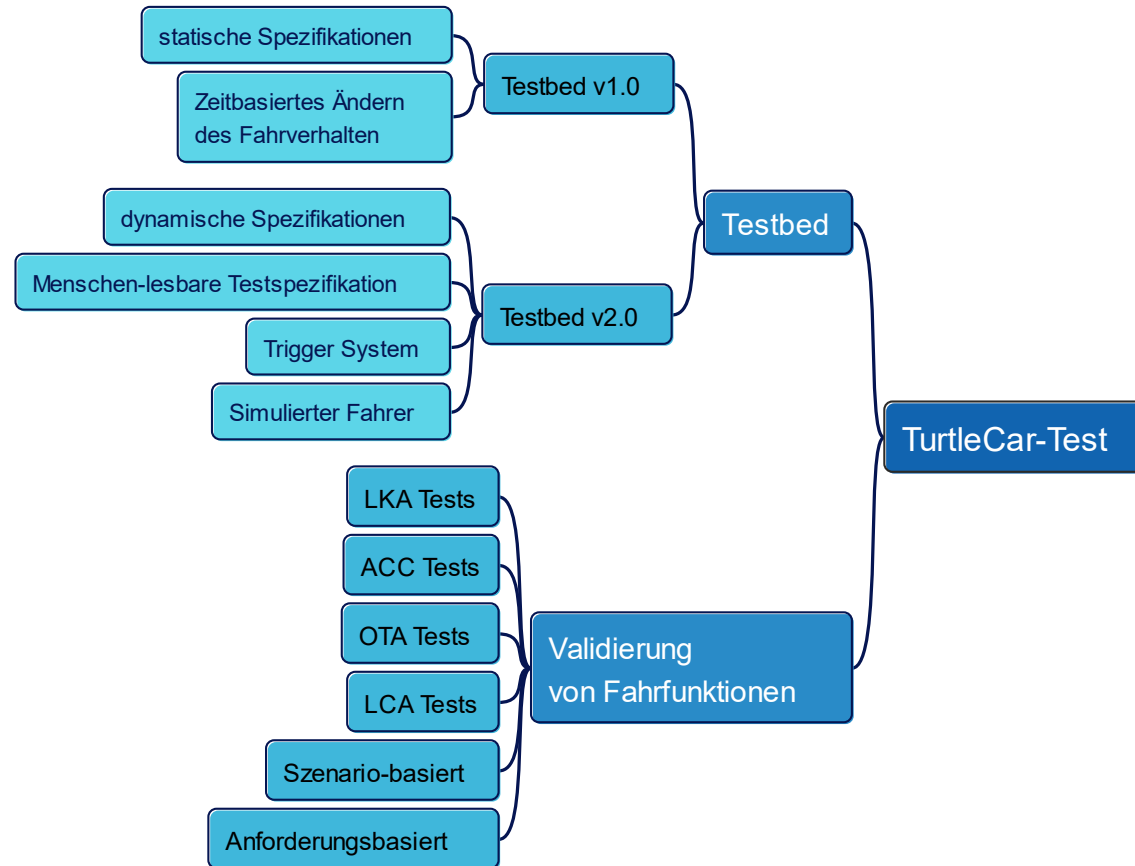 statische Spezifikationen
Testbed v1.0
Zeitbasiertes Ändern
des Fahrverhalten
Testbed
dynamische Spezifikationen
Menschen-lesbare Testspezifikation
Testbed v2.0
Trigger System
Simulierter Fahrer
TurtleCar-Test
LKA Tests
ACC Tests
OTA Tests
Validierung
von Fahrfunktionen
LCA Tests
Szenario-basiert
Anforderungsbasiert